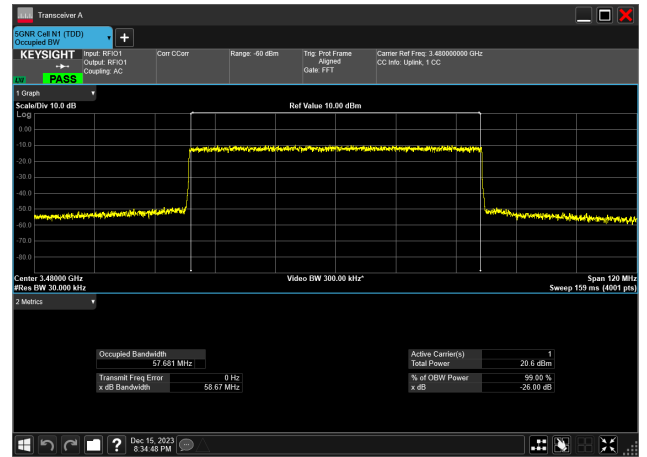 Transceiver A
5GNR Cell N1 (TDD)
Occupied BW
+
KEYSIGHT
LXI
PASS
Input: RFIO1
Output: RFIO1
Coupling: AC
Corr CCorr
Range: -60 dBm
Trig: Prot Frame
Aligned
Gate: FFT
Carrier Ref Freq: 3.480000000 GHz
CC Info: Uplink, 1 CC
1 Graph
Scale/Div 10.0 dB
Ref Value 10.00 dBm
Log
0.00
-10.0
-20.0
-30.0
-40.0
-50.0
-60.0
-70.0
-80.0
Center 3.48000 GHz
Video BW 300.00 kHz*
Span 120 MHz
#Res BW 30.000 kHz
Sweep 159 ms (4001 pts)
2 Metrics
Occupied Bandwidth
57.681 MHz
Transmit Freq Error 0 Hz
x dB Bandwidth 58.67 MHz
Active Carrier(s) 1
Total Power 20.6 dBm
% of OBW Power 99.00 %
x dB -26.00 dB
?
Dec 15, 2023
8:34:48 PM